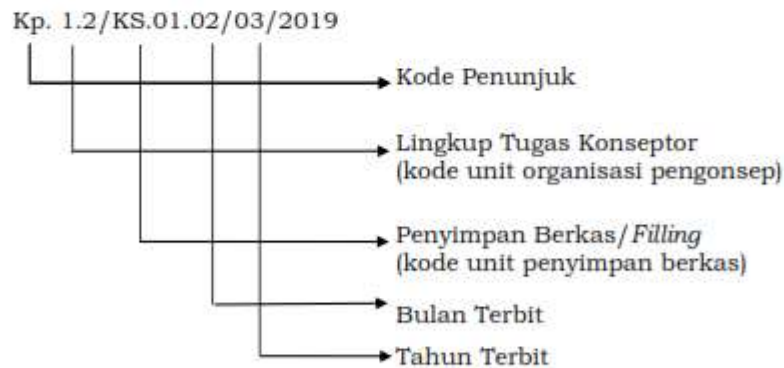 Kp. 1.2/KS.01.02/03/2019
Kode Penunjuk
Lingkup Tugas Konseptor
(kode unit organisasi pengonsep)
Penyimpan Berkas/Filling
(kode unit penyimpan berkas)
Bulan Terbit
Tahun Terbit